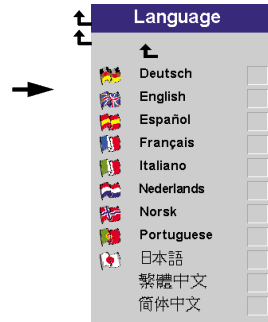 Language
Deutsch
English
Español
Français
Italiano
Nederlands
Norsk
Portuguese
日本語
繁體中文
简体中文